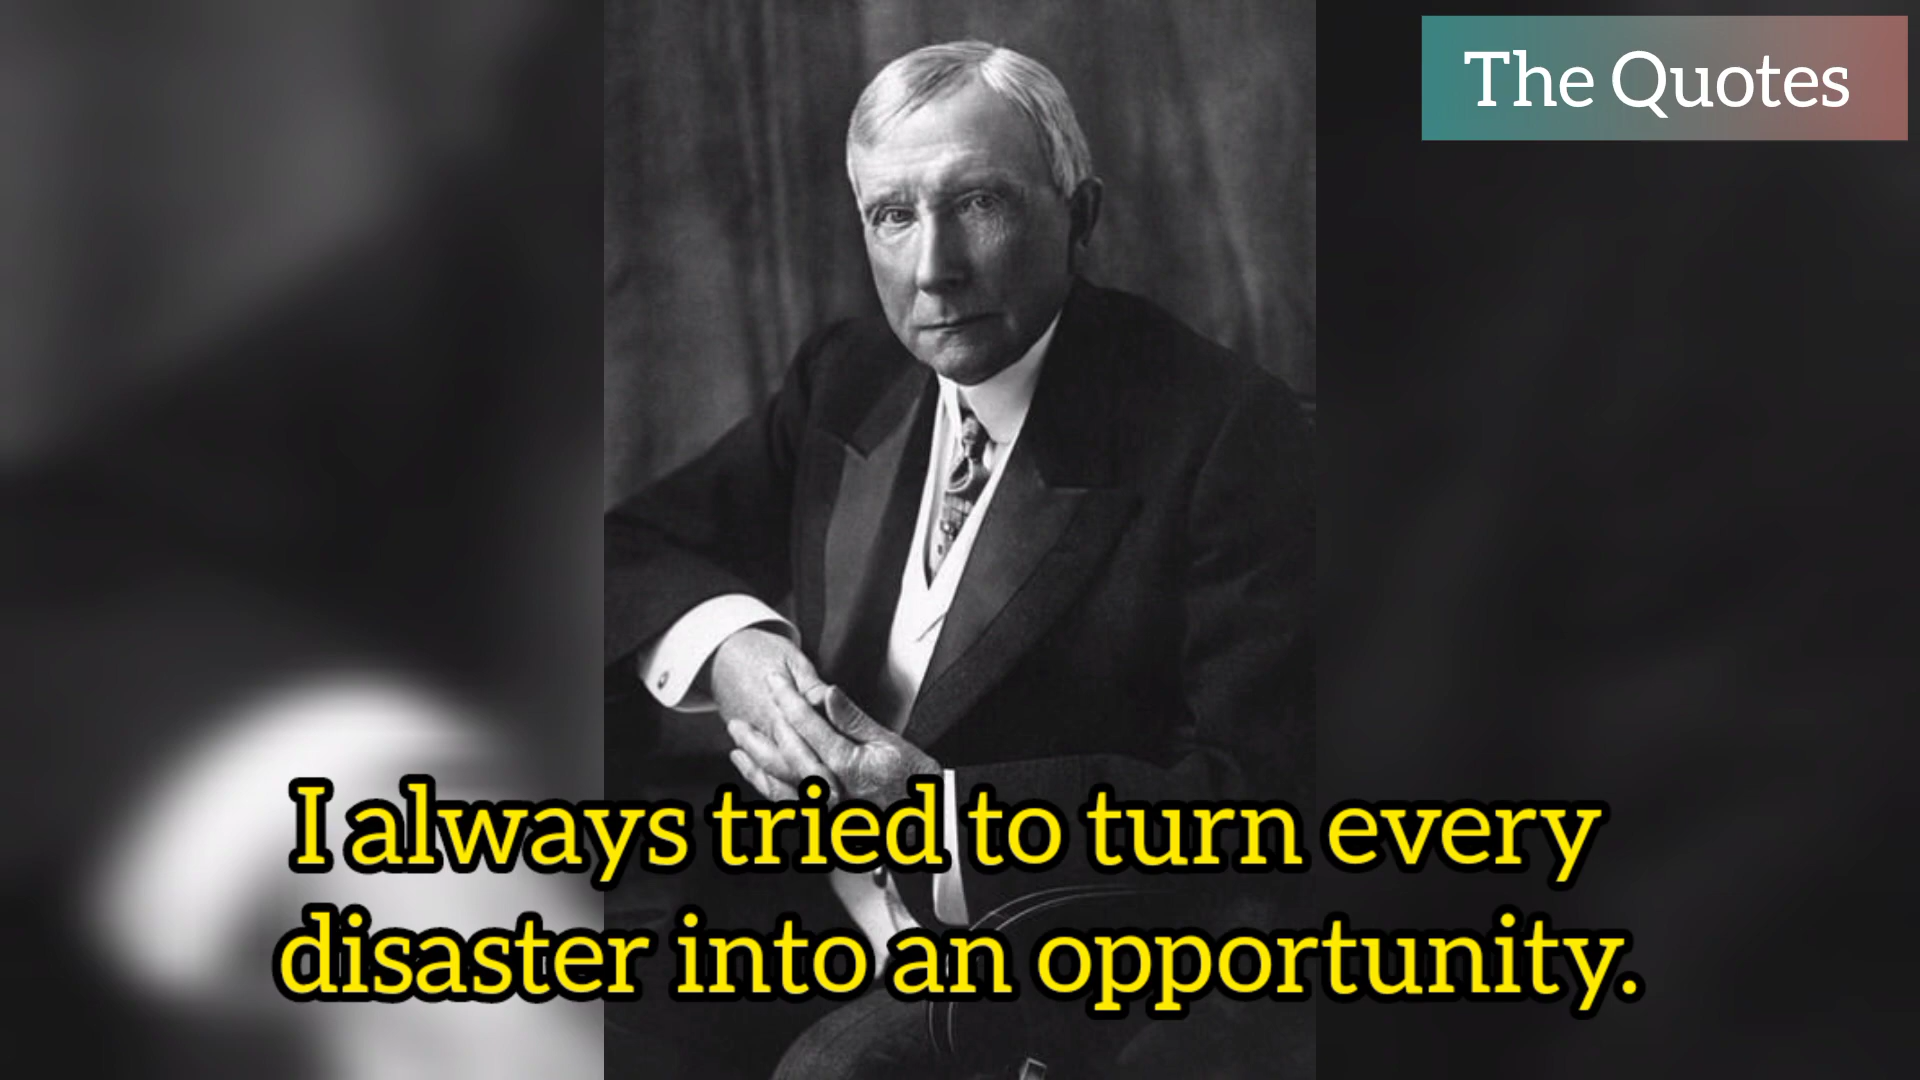 The Quotes
I always tried to turn every
disaster into an opportunity.